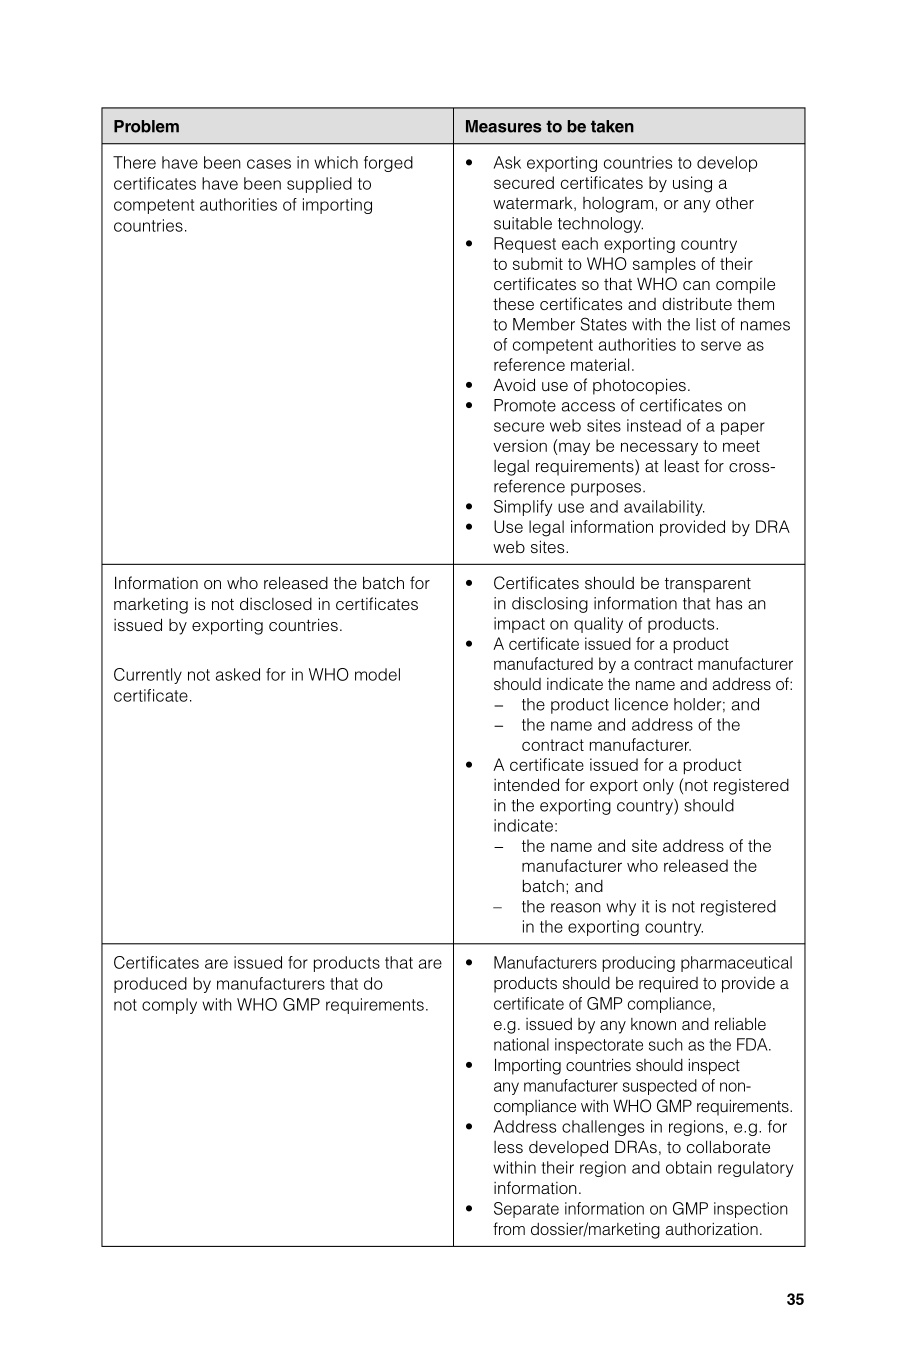 Problem
Measures to be taken
There have been cases in which forged
certificates have been supplied to
competent authorities of importing
countries.
• Ask exporting countries to develop
secured certificates by using a
watermark, hologram, or any other
suitable technology.
• Request each exporting country
to submit to WHO samples of their
certificates so that WHO can compile
these certificates and distribute them
to Member States with the list of names
of competent authorities to serve as
reference material.
• Avoid use of photocopies.
• Promote access of certificates on
secure web sites instead of a paper
version (may be necessary to meet
legal requirements) at least for cross-
reference purposes.
• Simplify use and availability.
• Use legal information provided by DRA
web sites.
Information on who released the batch for
marketing is not disclosed in certificates
issued by exporting countries.
Currently not asked for in WHO model
certificate.
• Certificates should be transparent
in disclosing information that has an
impact on quality of products.
• A certificate issued for a product
manufactured by a contract manufacturer
should indicate the name and address of:
– the product licence holder; and
– the name and address of the
contract manufacturer.
• A certificate issued for a product
intended for export only (not registered
in the exporting country) should
indicate:
– the name and site address of the
manufacturer who released the
batch; and
– the reason why it is not registered
in the exporting country.
Certificates are issued for products that are
produced by manufacturers that do
not comply with WHO GMP requirements.
• Manufacturers producing pharmaceutical
products should be required to provide a
certificate of GMP compliance,
e.g. issued by any known and reliable
national inspectorate such as the FDA.
• Importing countries should inspect
any manufacturer suspected of non-
compliance with WHO GMP requirements.
• Address challenges in regions, e.g. for
less developed DRAs, to collaborate
within their region and obtain regulatory
information.
• Separate information on GMP inspection
from dossier/marketing authorization.
35